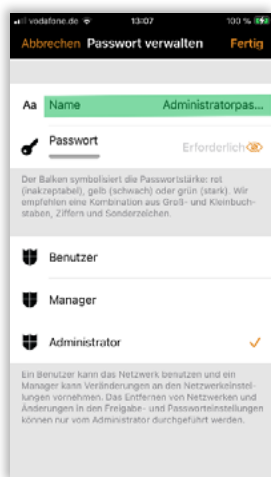 vodafone.de 13:07 100 %
Abbrechen Passwort verwalten Fertig
Aa Name Administratorpas...
Passwort Erforderlich
Der Balken symbolisiert die Passwortstärke: rot
(inakzeptabel), gelb (schwach) oder grün (stark). Wir
empfehlen eine Kombination aus Groß- und Kleinbuch-
staben, Ziffern und Sonderzeichen.
Benutzer
Manager
Administrator
Ein Benutzer kann das Netzwerk benutzen und ein
Manager kann Veränderungen an den Netzwerkeinstel-
lungen vornehmen. Das Entfernen von Netzwerken und
Änderungen in den Freigabe- und Passworteinstellungen
können nur vom Administrator durchgeführt werden.